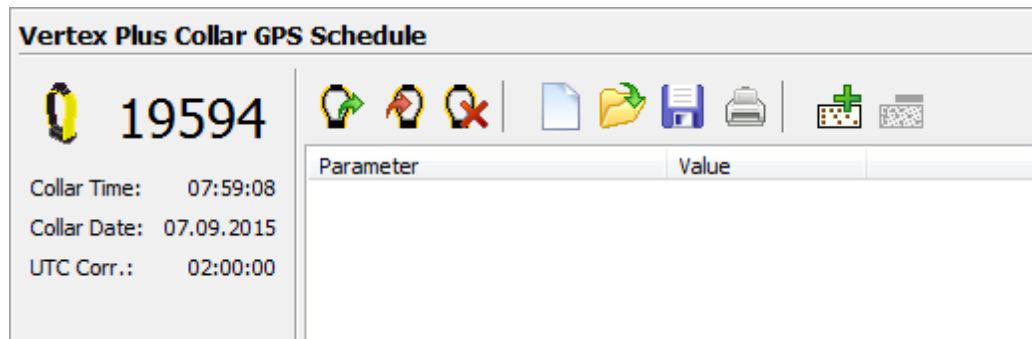 Vertex Plus Collar GPS Schedule
19594
Collar Time: 07:59:08
Collar Date: 07.09.2015
UTC Corr.: 02:00:00
Parameter Value